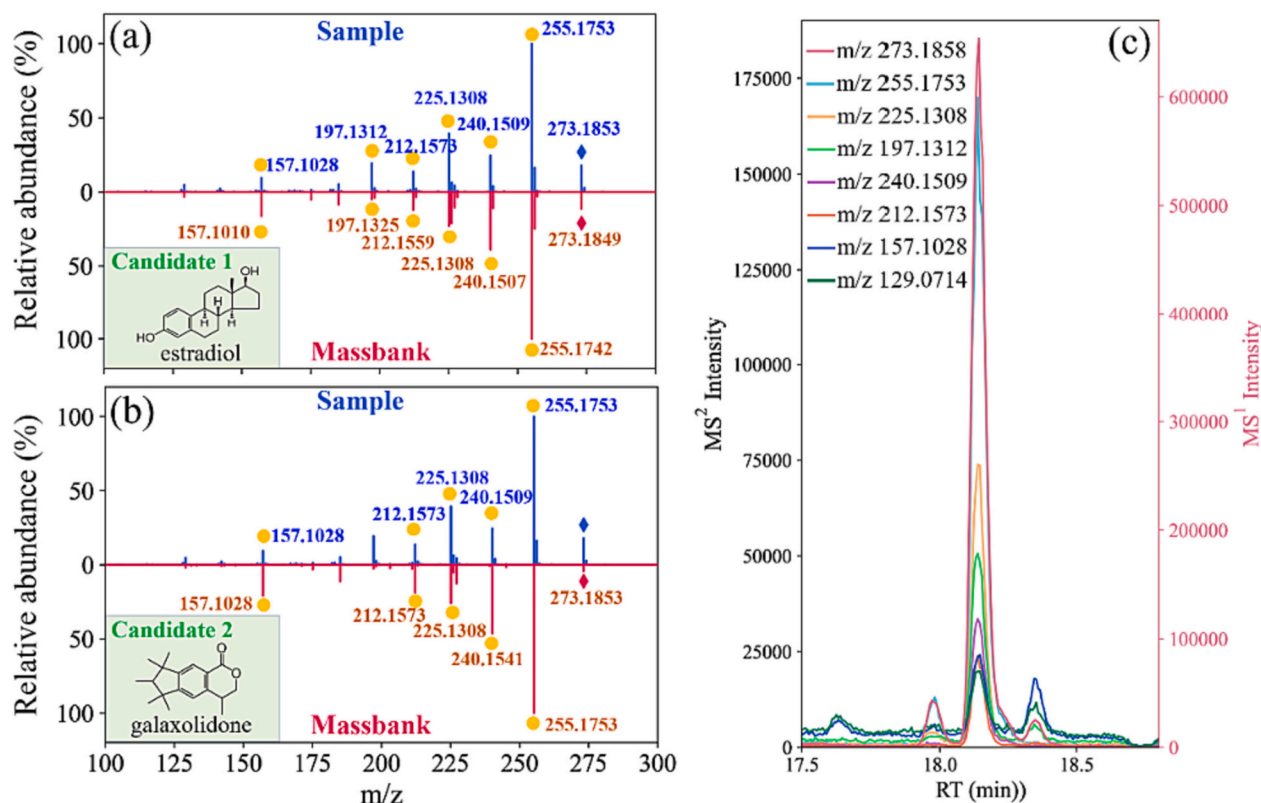 (a)
Sample
255.1753
225.1308
240.1509
273.1853
197.1312
212.1573
157.1028
100
50
0
50
100
Relative abundance (%)
157.1010
197.1325
212.1559
225.1308
240.1507
273.1849
255.1742
Candidate 1
OH
H
H
H
HO
estradiol
Massbank
(b)
Sample
255.1753
225.1308
240.1509
212.1573
157.1028
100
50
0
50
100
Relative abundance (%)
157.1028
212.1573
225.1308
240.1541
273.1853
255.1753
Candidate 2
O
O
galaxolidone
Massbank
100 125 150 175 200 225 250 275 300
m/z
(c)
m/z 273.1858
m/z 255.1753
m/z 225.1308
m/z 197.1312
m/z 240.1509
m/z 212.1573
m/z 157.1028
m/z 129.0714
175000
150000
125000
100000
75000
50000
25000
0
MS² Intensity
600000
500000
400000
300000
200000
100000
0
MS¹ Intensity
17.5 18.0 18.5
RT (min))